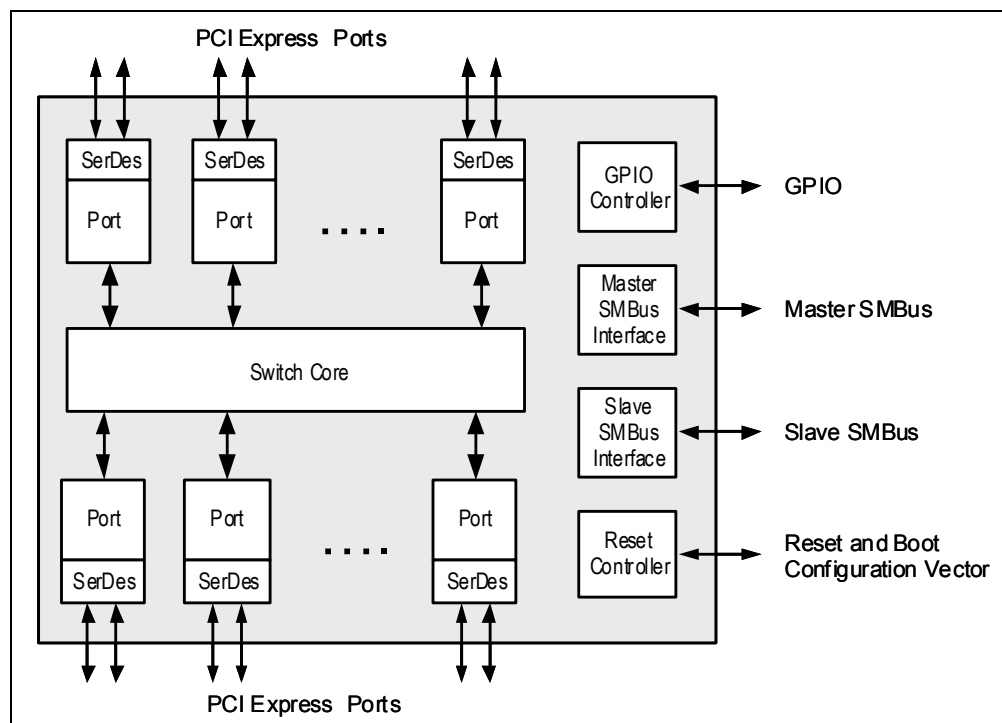 PCI Express Ports
SerDes
SerDes
SerDes
Port
Port
Port
. . . .
GPIO
Controller
GPIO
Master
SMBus
Interface
Master SMBus
Switch Core
Slave
SMBus
Interface
Slave SMBus
Port
Port
Port
. . . .
SerDes
SerDes
SerDes
Reset
Controller
Reset and Boot
Configuration Vector
PCI Express Ports